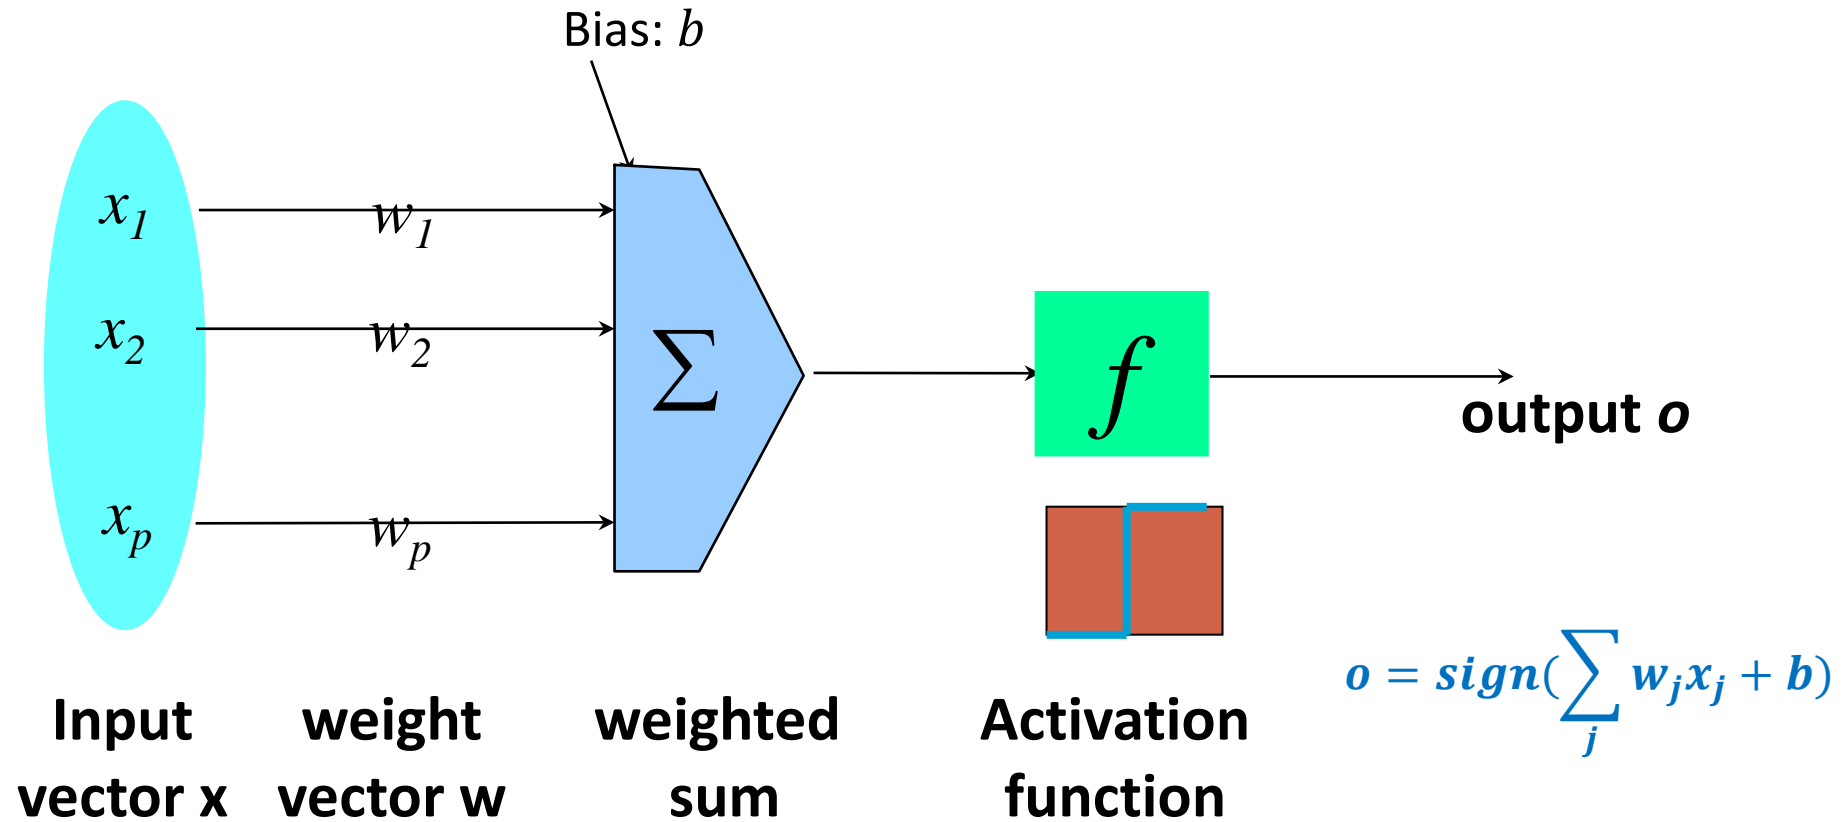 Bias: b
x₁ w₁
x₂ w₂
∑ f
output o
xₚ wₚ
o = sign(∑ⱼ wⱼxⱼ + b)
Input weight weighted Activation
vector x vector w sum function